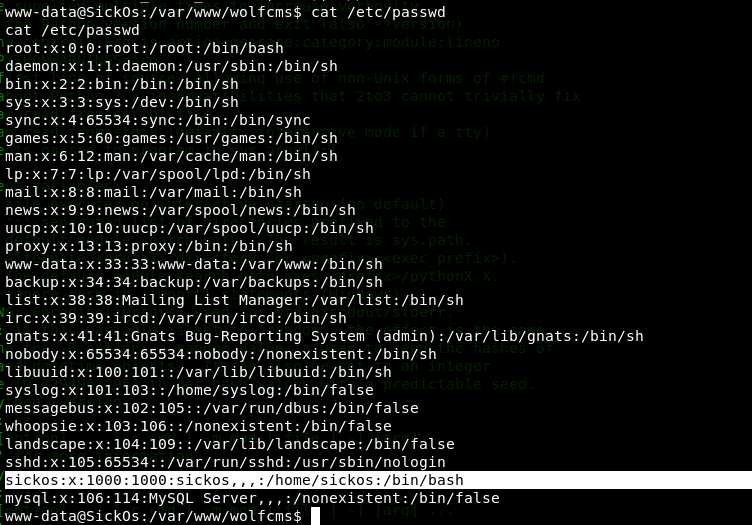 www-data@SickOs:/var/www/wolfcms$ cat /etc/passwd
cat /etc/passwd
root:x:0:0:root:/root:/bin/bash
daemon:x:1:1:daemon:/usr/sbin:/bin/sh
bin:x:2:2:bin:/bin:/bin/sh
sys:x:3:3:sys:/dev:/bin/sh
sync:x:4:65534:sync:/bin:/bin/sync
games:x:5:60:games:/usr/games:/bin/sh
man:x:6:12:man:/var/cache/man:/bin/sh
lp:x:7:7:lp:/var/spool/lpd:/bin/sh
mail:x:8:8:mail:/var/mail:/bin/sh
news:x:9:9:news:/var/spool/news:/bin/sh
uucp:x:10:10:uucp:/var/spool/uucp:/bin/sh
proxy:x:13:13:proxy:/bin:/bin/sh
www-data:x:33:33:www-data:/var/www:/bin/sh
backup:x:34:34:backup:/var/backups:/bin/sh
list:x:38:38:Mailing List Manager:/var/list:/bin/sh
irc:x:39:39:ircd:/var/run/ircd:/bin/sh
gnats:x:41:41:Gnats Bug-Reporting System (admin):/var/lib/gnats:/bin/sh
nobody:x:65534:65534:nobody:/nonexistent:/bin/sh
libuuid:x:100:101::/var/lib/libuuid:/bin/sh
syslog:x:101:103::/home/syslog:/bin/false
messagebus:x:102:105::/var/run/dbus:/bin/false
whoopsie:x:103:106::/nonexistent:/bin/false
landscape:x:104:109::/var/lib/landscape:/bin/false
sshd:x:105:65534::/var/run/sshd:/usr/sbin/nologin
sickos:x:1000:1000:sickos,,,:/home/sickos:/bin/bash
mysql:x:106:114:MySQL Server,,,:/nonexistent:/bin/false
www-data@SickOs:/var/www/wolfcms$